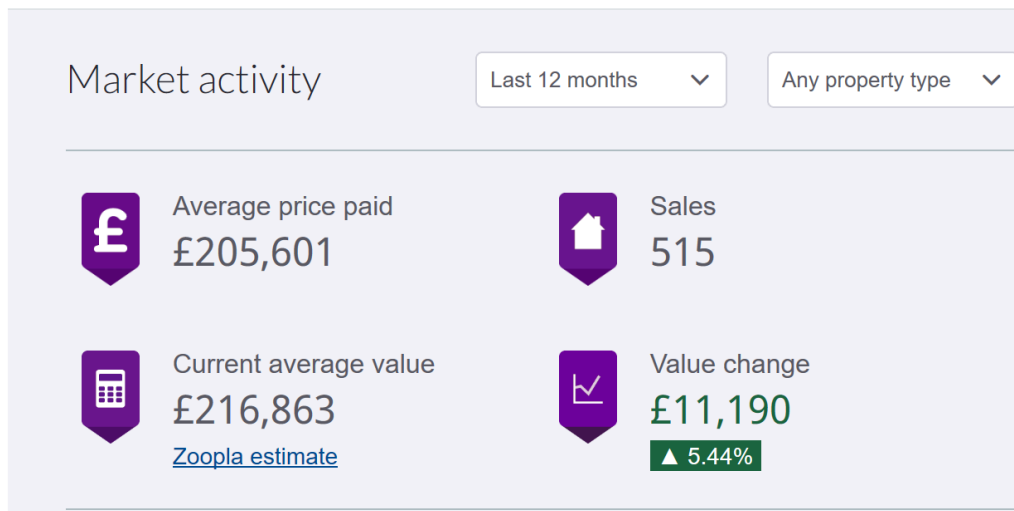 Market activity
Last 12 months
Any property type
£
Average price paid
£205,601
Sales
515
Current average value
£216,863
Zoopla estimate
Value change
£11,190
▲ 5.44%